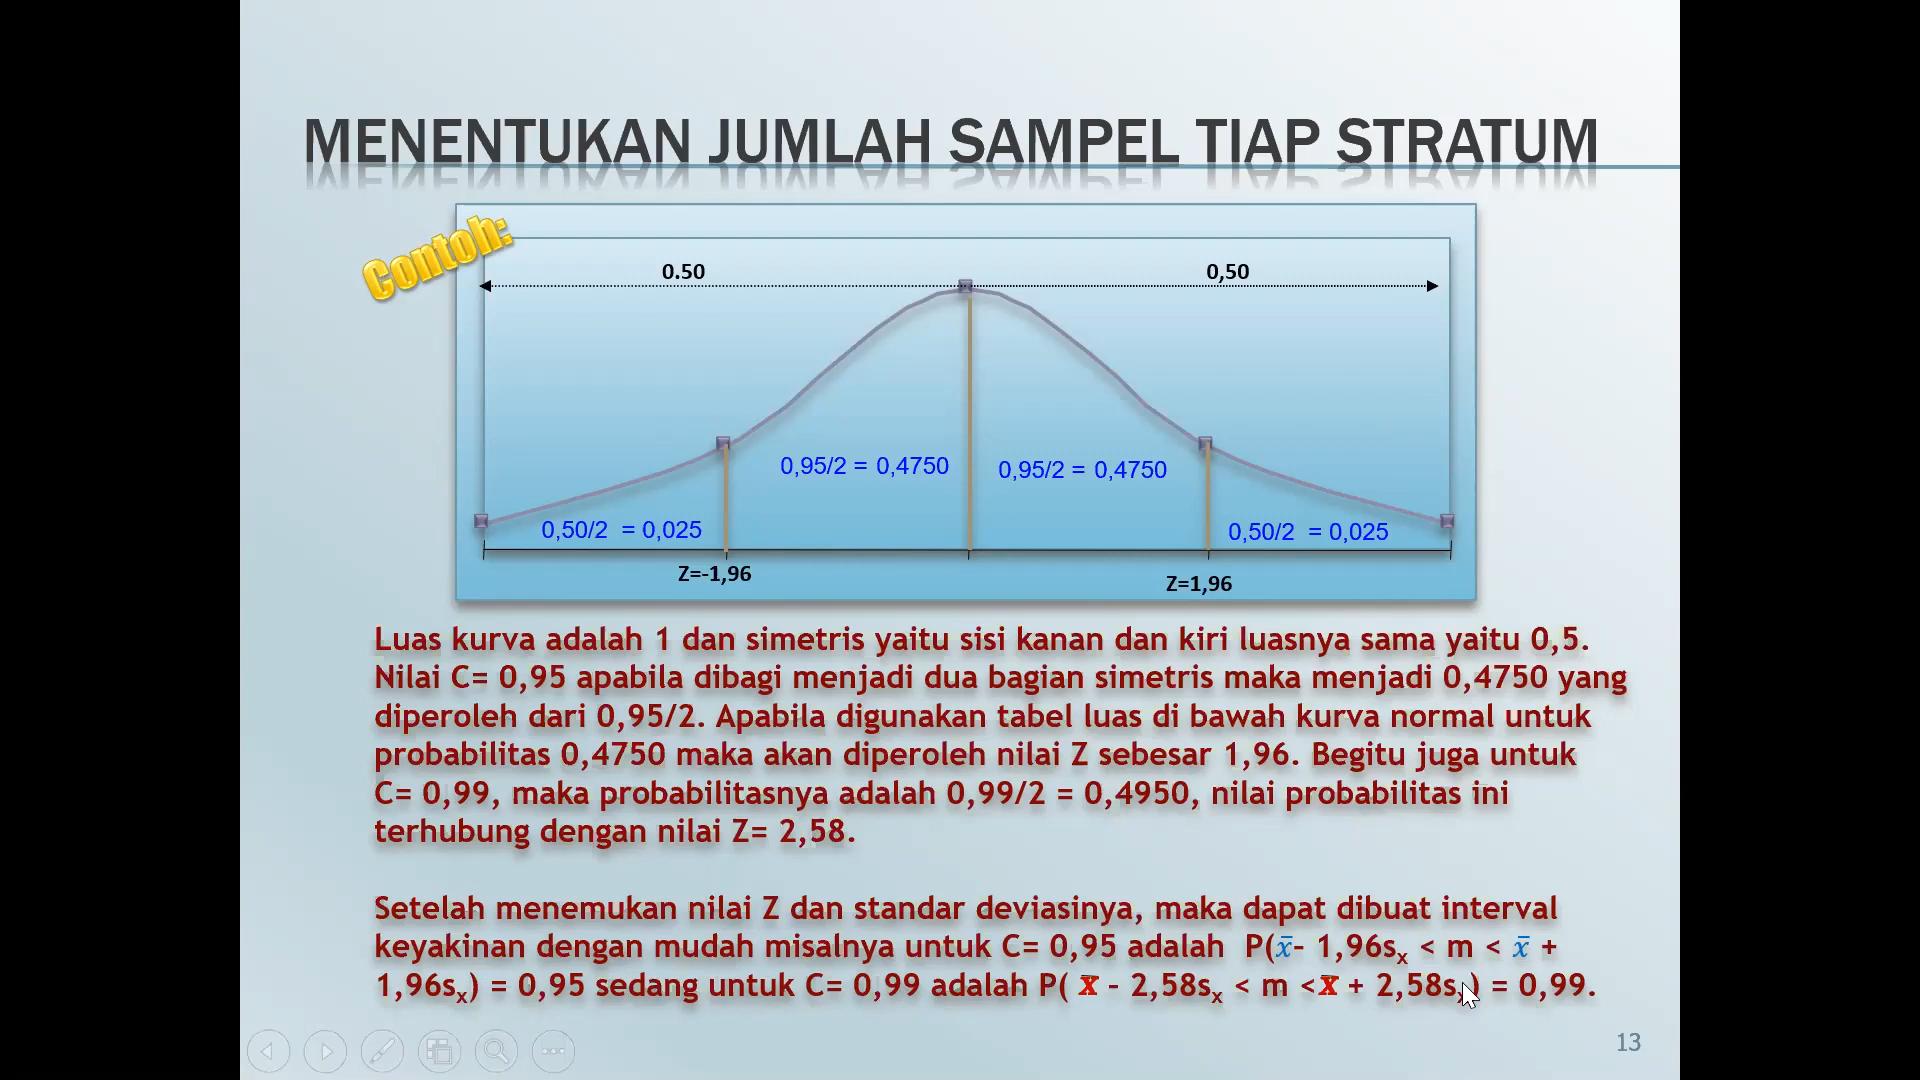 MENENTUKAN JUMLAH SAMPEL TIAP STRATUM
Contoh:
0.50
0,50
0,95/2 = 0,4750
0,95/2 = 0,4750
0,50/2 = 0,025
0,50/2 = 0,025
Z=-1,96
Z=1,96
Luas kurva adalah 1 dan simetris yaitu sisi kanan dan kiri luasnya sama yaitu 0,5.
Nilai C= 0,95 apabila dibagi menjadi dua bagian simetris maka menjadi 0,4750 yang
diperoleh dari 0,95/2. Apabila digunakan tabel luas di bawah kurva normal untuk
probabilitas 0,4750 maka akan diperoleh nilai Z sebesar 1,96. Begitu juga untuk
C= 0,99, maka probabilitasnya adalah 0,99/2 = 0,4950, nilai probabilitas ini
terhubung dengan nilai Z= 2,58.
Setelah menemukan nilai Z dan standar deviasinya, maka dapat dibuat interval
keyakinan dengan mudah misalnya untuk C= 0,95 adalah P(x̄– 1,96sₓ < m < x̄ +
1,96sₓ) = 0,95 sedang untuk C= 0,99 adalah P( x̄ – 2,58sₓ < m <x̄ + 2,58sₓ) = 0,99.
13